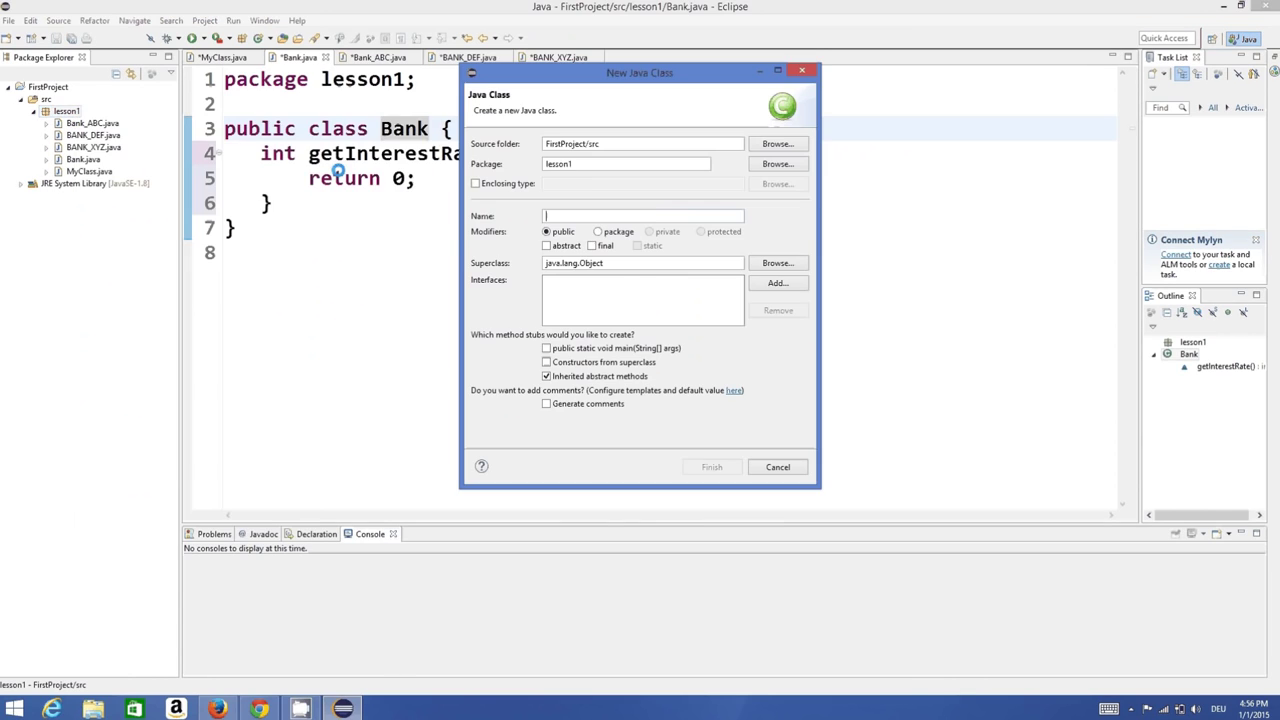 Java - FirstProject/src/lesson1/Bank.java - Eclipse
File Edit Source Refactor Navigate Search Project Run Window Help
Quick Access
Java
Package Explorer
*MyClass.java
*Bank.java
*Bank_ABC.java
*BANK_DEF.java
*BANK_XYZ.java
Task List
FirstProject
src
lesson1
Bank_ABC.java
BANK_DEF.java
BANK_XYZ.java
Bank.java
MyClass.java
JRE System Library [JavaSE-1.8]
1 package lesson1;
2
3 public class Bank {
4 int getInterestRa
5 return 0;
6 }
7 }
8
New Java Class
Java Class
Create a new Java class.
C
Source folder: FirstProject/src Browse...
Package: lesson1 Browse...
Enclosing type: Browse...
Name:
Modifiers: public package private protected
abstract final static
Superclass: java.lang.Object Browse...
Interfaces: Add...
Remove
Which method stubs would you like to create?
public static void main(String[] args)
Constructors from superclass
Inherited abstract methods
Do you want to add comments? (Configure templates and default value here)
Generate comments
? Finish Cancel
Find All Activa...
Connect Mylyn
Connect to your task and ALM tools or create a local task.
Outline
lesson1
Bank
getInterestRate() : i
Problems Javadoc Declaration Console
No consoles to display at this time.
lesson1 - FirstProject/src
DEU
4:56 PM
1/1/2015